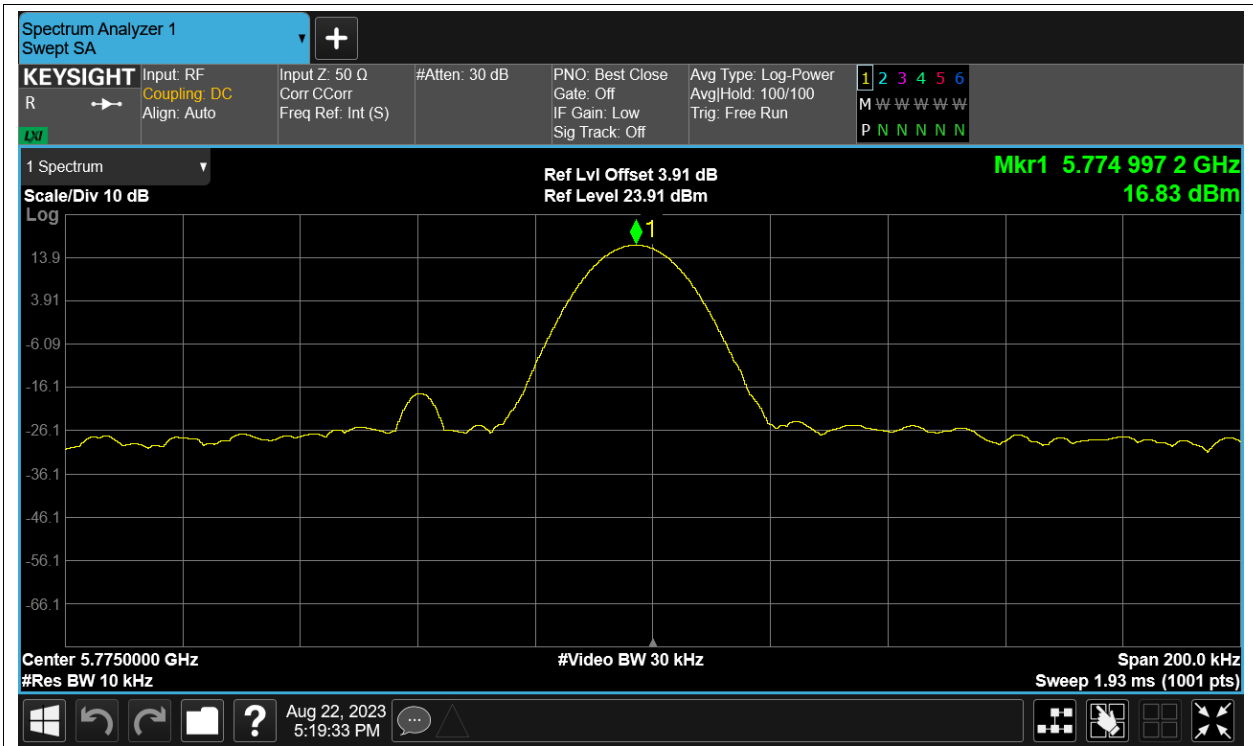 Spectrum Analyzer 1
Swept SA
KEYSIGHT
R
LXI
Input: RF
Coupling: DC
Align: Auto
Input Z: 50 Ω
Corr CCorr
Freq Ref: Int (S)
#Atten: 30 dB
PNO: Best Close
Gate: Off
IF Gain: Low
Sig Track: Off
Avg Type: Log-Power
Avg|Hold: 100/100
Trig: Free Run
1 2 3 4 5 6
M W W W W W
P N N N N N
1 Spectrum
Scale/Div 10 dB
Ref Lvl Offset 3.91 dB
Ref Level 23.91 dBm
Mkr1 5.774 997 2 GHz
16.83 dBm
Log
1
13.9
3.91
-6.09
-16.1
-26.1
-36.1
-46.1
-56.1
-66.1
Center 5.7750000 GHz
#Video BW 30 kHz
Span 200.0 kHz
#Res BW 10 kHz
Sweep 1.93 ms (1001 pts)
?
Aug 22, 2023
5:19:33 PM